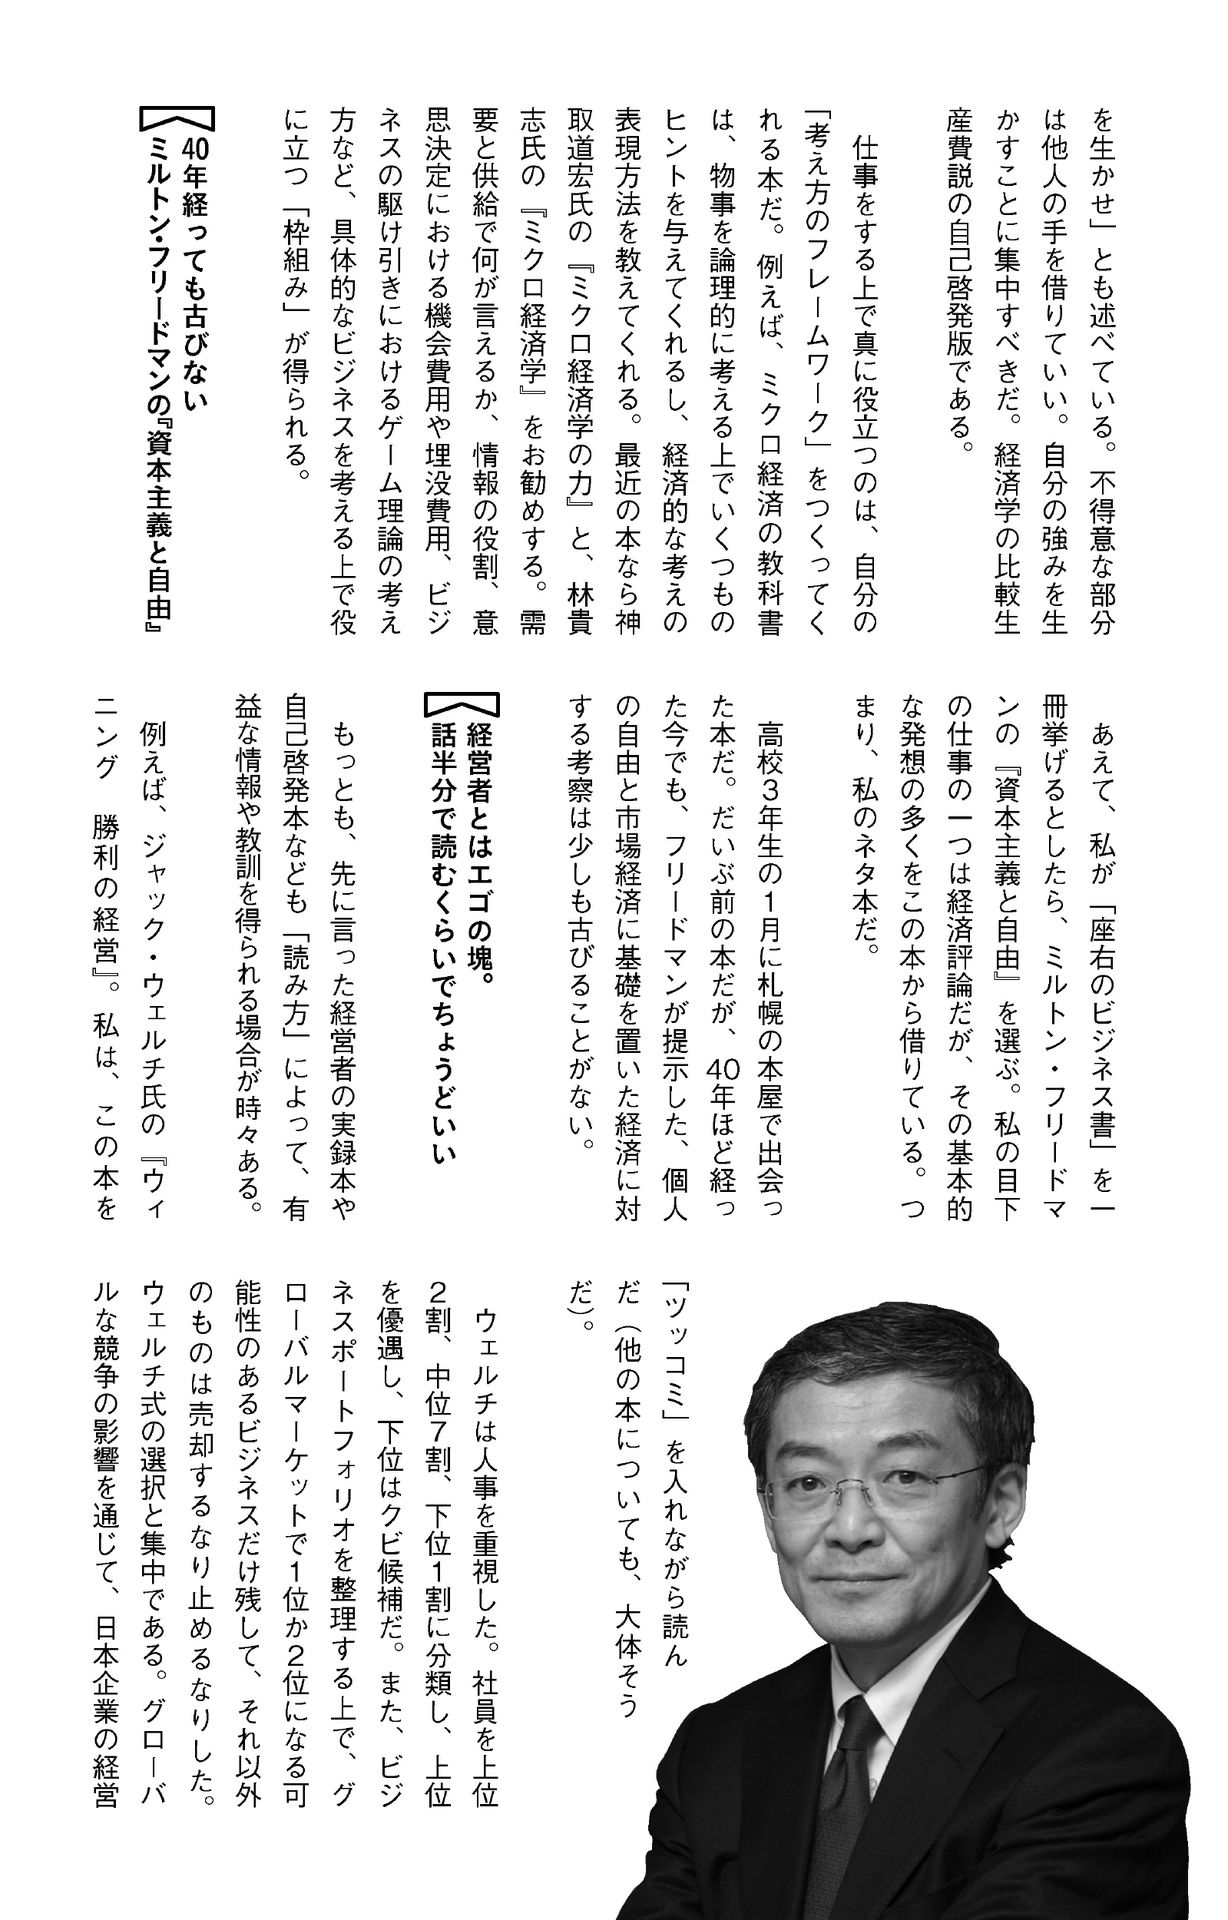 を生かせ」とも述べている。不得意な部分
は他人の手を借りていい。自分の強みを生
かすことに集中すべきだ。経済学の比較生
産費説の自己啓発版である。
仕事をする上で真に役立つのは、自分の
「考え方のフレームワーク」をつくってく
れる本だ。例えば、ミクロ経済の教科書
は、物事を論理的に考える上でいくつもの
ヒントを与えてくれるし、経済的な考えの
表現方法を教えてくれる。最近の本なら神
取道宏氏の『ミクロ経済学の力』と、林貴
志氏の『ミクロ経済学』をお勧めする。需
要と供給で何が言えるか、情報の役割、意
思決定における機会費用や埋没費用、ビジ
ネスの駆け引きにおけるゲーム理論の考え
方など、具体的なビジネスを考える上で役
に立つ「枠組み」が得られる。
40年経っても古びない
ミルトン・フリードマンの『資本主義と自由』
あえて、私が「座右のビジネス書」を一
冊挙げるとしたら、ミルトン・フリードマ
ンの『資本主義と自由』を選ぶ。私の目下
の仕事の一つは経済評論だが、その基本的
な発想の多くをこの本から借りている。つ
まり、私のネタ本だ。
高校3年生の1月に札幌の本屋で出会っ
た本だ。だいぶ前の本だが、40年ほど経っ
た今でも、フリードマンが提示した、個人
の自由と市場経済に基礎を置いた経済に対
する考察は少しも古びることがない。
経営者とはエゴの塊。
話半分で読むくらいでちょうどいい
もっとも、先に言った経営者の実録本や
自己啓発本なども「読み方」によって、有
益な情報や教訓を得られる場合が時々ある。
例えば、ジャック・ウェルチ氏の『ウィ
ニング　勝利の経営』。私は、この本を
「ツッコミ」を入れながら読ん
だ（他の本についても、大体そう
だ）。
ウェルチは人事を重視した。社員を上位
2割、中位7割、下位1割に分類し、上位
を優遇し、下位はクビ候補だ。また、ビジ
ネスポートフォリオを整理する上で、グ
ローバルマーケットで1位か2位になる可
能性のあるビジネスだけ残して、それ以外
のものは売却するなり止めるなりした。
ウェルチ式の選択と集中である。グローバ
ルな競争の影響を通じて、日本企業の経営